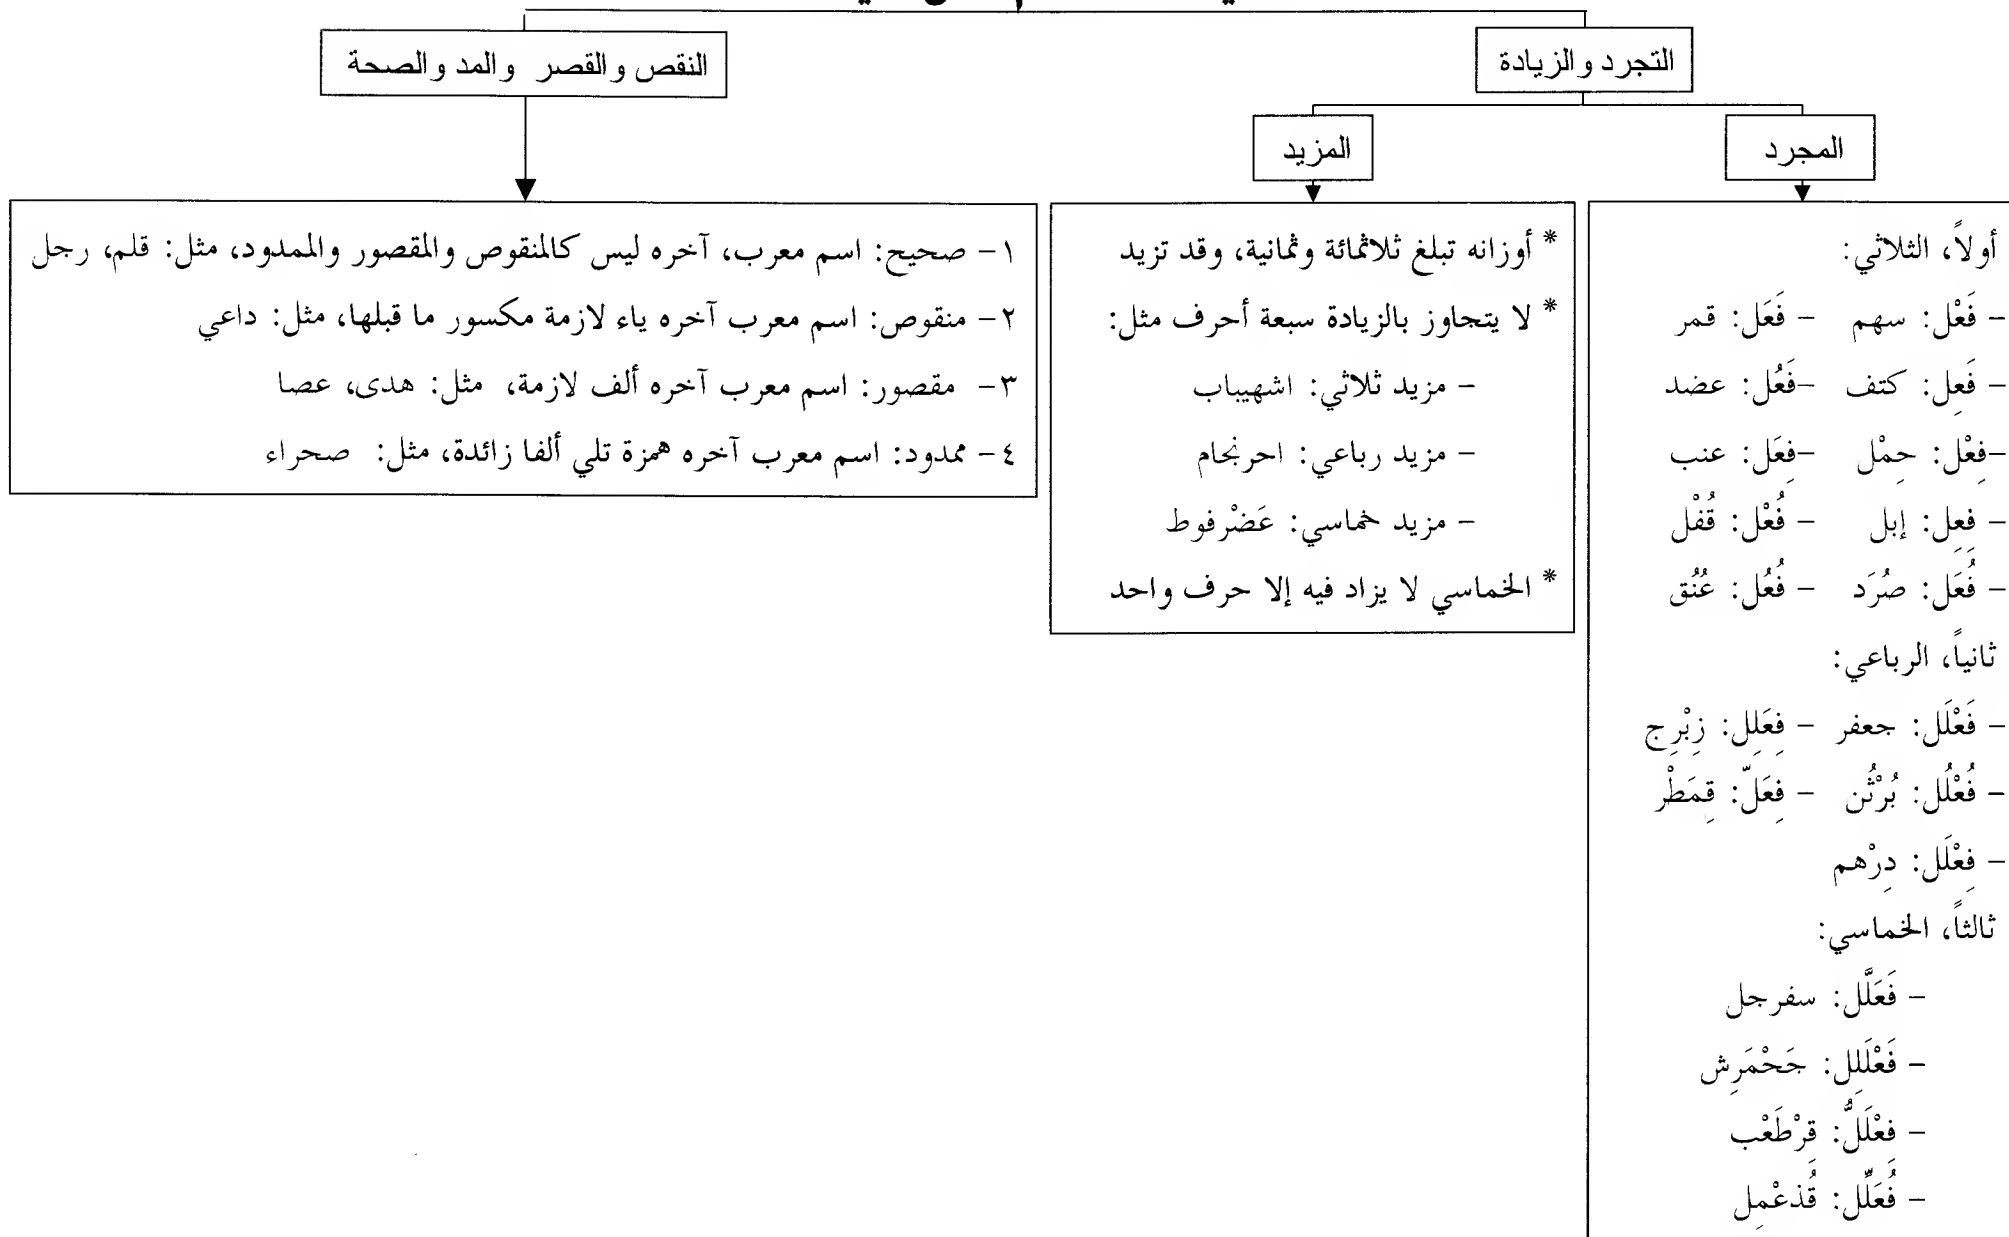 التجرد والزيادة
النقص والقصر والمد والصحة
المجرد
المزيد
أولاً، الثلاثي:
– فَعْل: سهم – فَعَل: قمر
– فَعِل: كتف –فَعُل: عضد
–فِعْل: حِمْل –فِعَل: عنب
– فِعِل: إبل – فُعْل: قُفْل
– فُعَل: صُرَد – فُعُل: عُنُق
ثانياً، الرباعي:
– فَعْلَل: جعفر – فِعَلِل: زِبْرِج
– فُعْلُل: بُرْثُن – فِعَلّ: قِمَطْر
– فِعْلَل: دِرْهم
ثالثاً، الخماسي:
– فَعَلَّل: سفرجل
– فَعْلَلِل: جَحْمَرِش
– فِعْلَلُّ: قِرْطَعْب
– فُعَلِّل: قُذَعْمِل
* أوزانه تبلغ ثلاثمائة وثمانية، وقد تزيد
* لا يتجاوز بالزيادة سبعة أحرف مثل:
– مزيد ثلاثي: اشهيباب
– مزيد رباعي: احرنجام
– مزيد خماسي: عَضْرفوط
* الخماسي لا يزاد فيه إلا حرف واحد
١- صحيح: اسم معرب، آخره ليس كالمنقوص والمقصور والممدود، مثل: قلم، رجل
٢- منقوص: اسم معرب آخره ياء لازمة مكسور ما قبلها، مثل: داعي
٣- مقصور: اسم معرب آخره ألف لازمة، مثل: هدى، عصا
٤- ممدود: اسم معرب آخره همزة تلي ألفا زائدة، مثل: صحراء